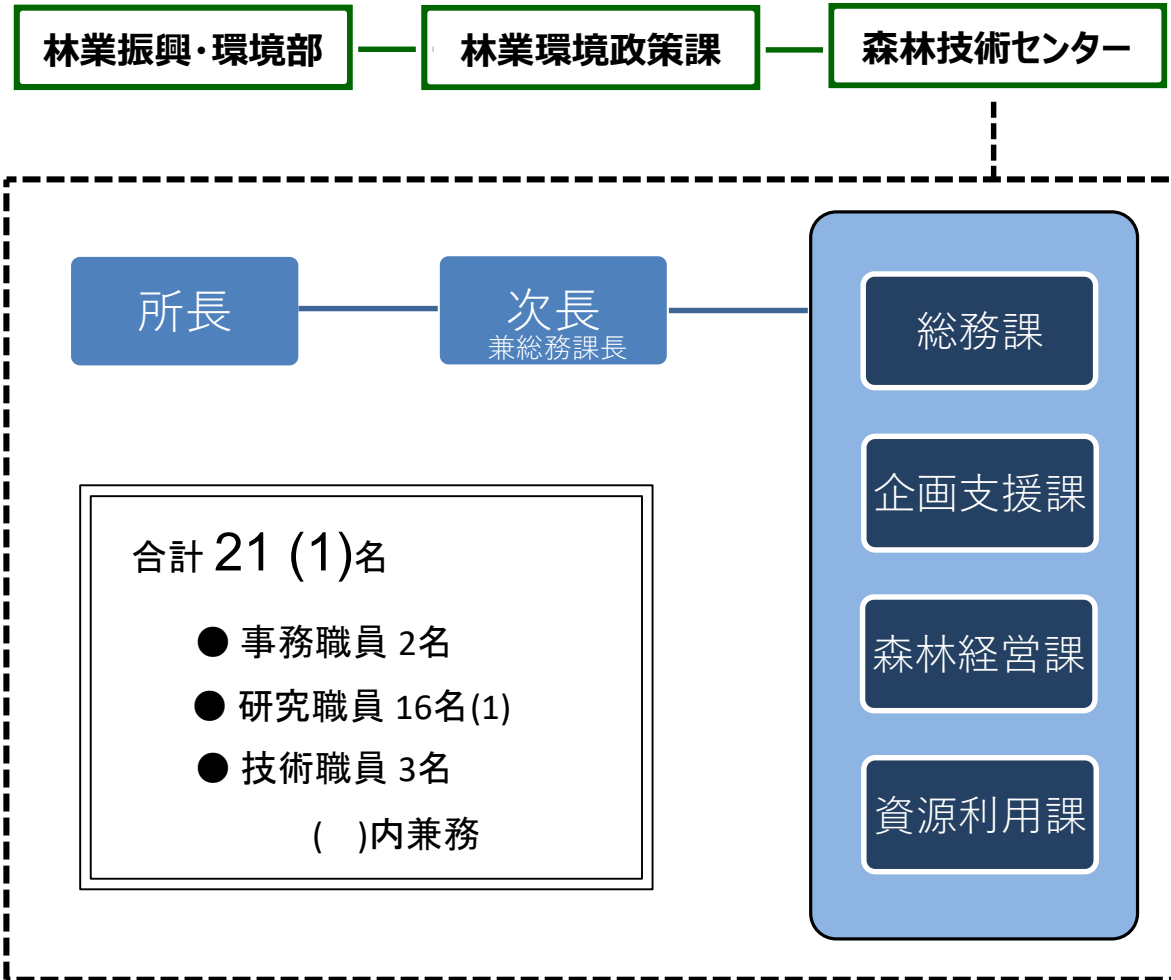 林業振興・環境部
林業環境政策課
森林技術センター
所長
次長
兼総務課長
総務課
企画支援課
森林経営課
資源利用課
合計 21 (1)名
● 事務職員 2名
● 研究職員 16名(1)
● 技術職員 3名
(　)内兼務